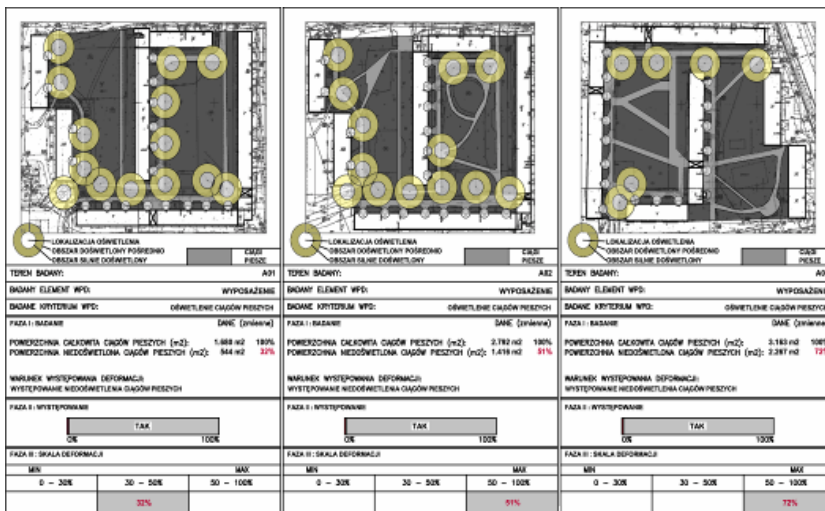 LOKALIZACJA OŚWIETLENIA
OBSZAR DOŚWIETLONY POŚREDNIO
OBSZAR SILNIE DOŚWIETLONY
CIĄGI
PIESZE
TEREN BADANY: A01
BADANY ELEMENT WPD: WYPOSAŻENIE
BADANE KRYTERIUM WPD: OŚWIETLENIE CIĄGÓW PIESZYCH
FAZA I : BADANIE DANE (zmienne)
POWIERZCHNIA CAŁKOWITA CIĄGÓW PIESZYCH (m2): 1.680 m2 100%
POWIERZCHNIA NIEDOŚWIETLONA CIĄGÓW PIESZYCH (m2): 544 m2 32%
WARUNEK WYSTĘPOWANIA DEFORMACJI:
WYSTĘPOWANIE NIEDOŚWIETLENIA CIĄGÓW PIESZYCH
FAZA II : WYSTĘPOWANIE
TAK
0% 100%
FAZA III : SKALA DEFORMACJI
MIN MAX
0 - 30% 30 - 50% 50 - 100%
32%
LOKALIZACJA OŚWIETLENIA
OBSZAR DOŚWIETLONY POŚREDNIO
OBSZAR SILNIE DOŚWIETLONY
CIĄGI
PIESZE
TEREN BADANY: A02
BADANY ELEMENT WPD: WYPOSAŻENIE
BADANE KRYTERIUM WPD: OŚWIETLENIE CIĄGÓW PIESZYCH
FAZA I : BADANIE DANE (zmienne)
POWIERZCHNIA CAŁKOWITA CIĄGÓW PIESZYCH (m2): 2.792 m2 100%
POWIERZCHNIA NIEDOŚWIETLONA CIĄGÓW PIESZYCH (m2): 1.416 m2 51%
WARUNEK WYSTĘPOWANIA DEFORMACJI:
WYSTĘPOWANIE NIEDOŚWIETLENIA CIĄGÓW PIESZYCH
FAZA II : WYSTĘPOWANIE
TAK
0% 100%
FAZA III : SKALA DEFORMACJI
MIN MAX
0 - 30% 30 - 50% 50 - 100%
51%
LOKALIZACJA OŚWIETLENIA
OBSZAR DOŚWIETLONY POŚREDNIO
OBSZAR SILNIE DOŚWIETLONY
CIĄGI
PIESZE
TEREN BADANY: A03
BADANY ELEMENT WPD: WYPOSAŻENIE
BADANE KRYTERIUM WPD: OŚWIETLENIE CIĄGÓW PIESZYCH
FAZA I : BADANIE DANE (zmienne)
POWIERZCHNIA CAŁKOWITA CIĄGÓW PIESZYCH (m2): 3.163 m2 100%
POWIERZCHNIA NIEDOŚWIETLONA CIĄGÓW PIESZYCH (m2): 2.267 m2 72%
WARUNEK WYSTĘPOWANIA DEFORMACJI:
WYSTĘPOWANIE NIEDOŚWIETLENIA CIĄGÓW PIESZYCH
FAZA II : WYSTĘPOWANIE
TAK
0% 100%
FAZA III : SKALA DEFORMACJI
MIN MAX
0 - 30% 30 - 50% 50 - 100%
72%